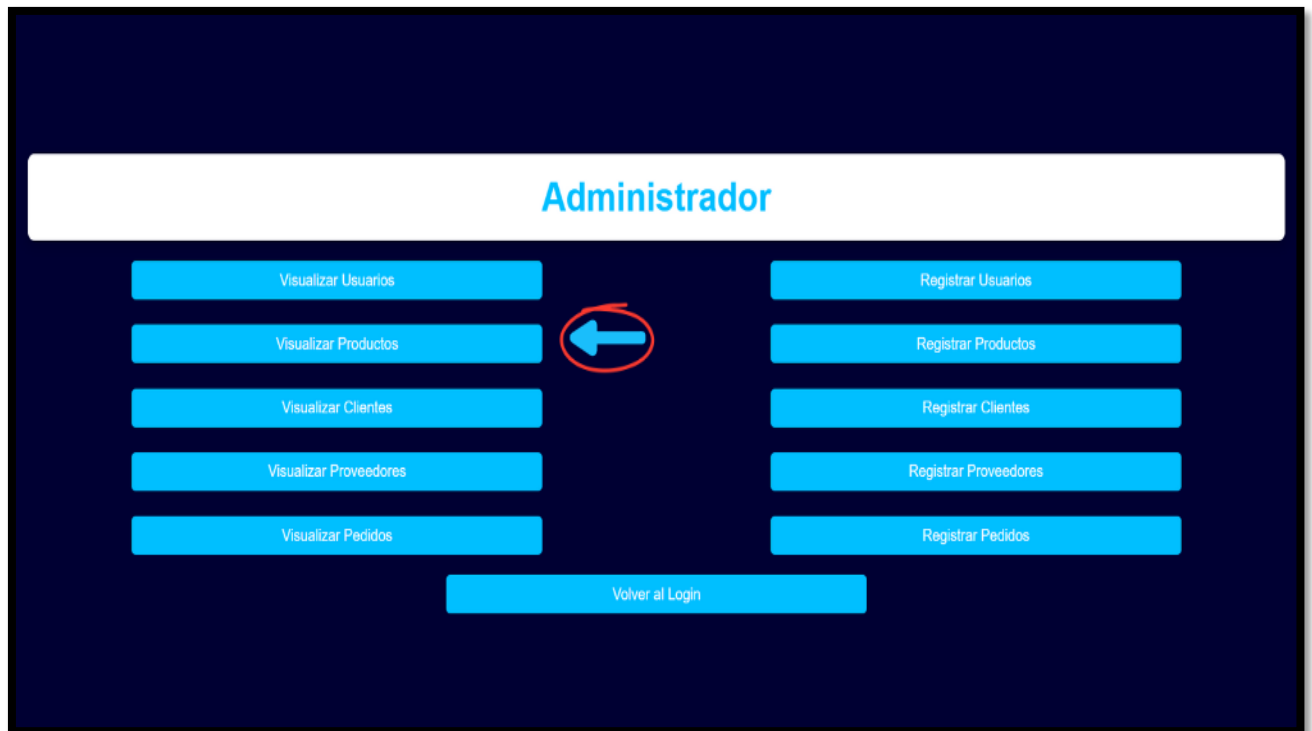 Administrador
Visualizar Usuarios
Registrar Usuarios
Visualizar Productos
Registrar Productos
Visualizar Clientes
Registrar Clientes
Visualizar Proveedores
Registrar Proveedores
Visualizar Pedidos
Registrar Pedidos
Volver al Login